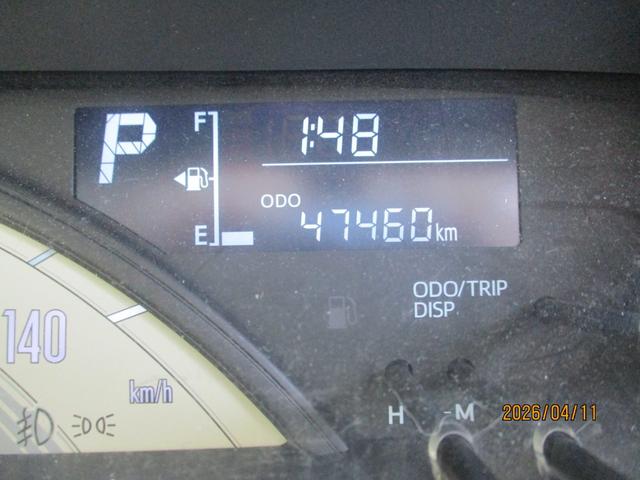 P
F
1:48
ODO
47460km
E
ODO/TRIP
DISP
140
km/h
H
-M
2026/04/11